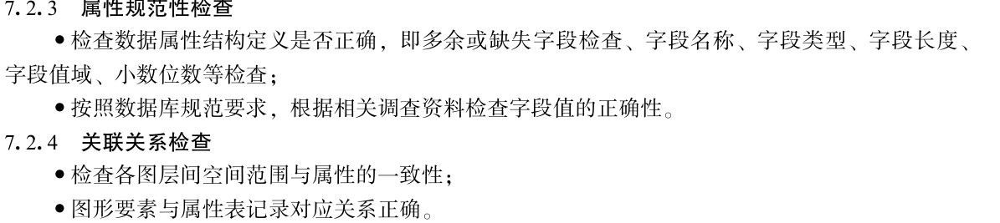 7.2.3 属性规范性检查
●检查数据属性结构定义是否正确，即多余或缺失字段检查、字段名称、字段类型、字段长度、
字段值域、小数位数等检查；
●按照数据库规范要求，根据相关调查资料检查字段值的正确性。
7.2.4 关联关系检查
●检查各图层间空间范围与属性的一致性；
●图形要素与属性表记录对应关系正确。